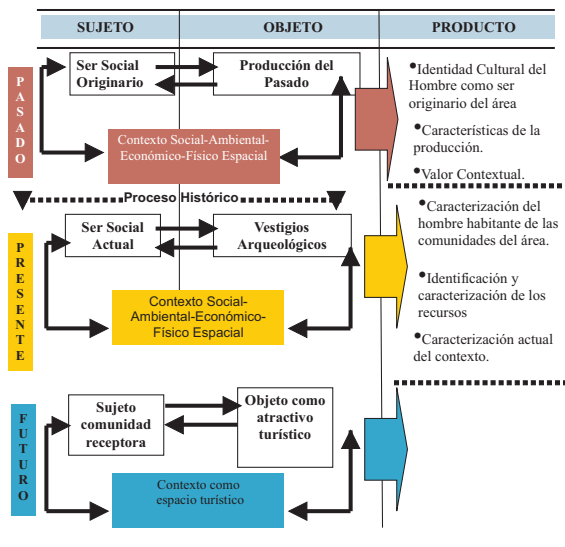 SUJETO
OBJETO
PRODUCTO
PASADO
Ser Social
Originario
Producción del
Pasado
Contexto Social-Ambiental-
Económico-Físico Espacial
•Identidad Cultural del
Hombre como ser
originario del área
•Características de la
producción.
•Valor Contextual.
Proceso Histórico
PRESENTE
Ser Social
Actual
Vestigios
Arqueológicos
Contexto Social-
Ambiental-Económico-
Físico Espacial
•Caracterización del
hombre habitante de las
comunidades del área.
•Identificación y
caracterización de los
recursos
•Caracterización actual
del contexto.
FUTURO
Sujeto
comunidad
receptora
Objeto como
atractivo
turístico
Contexto como
espacio turístico